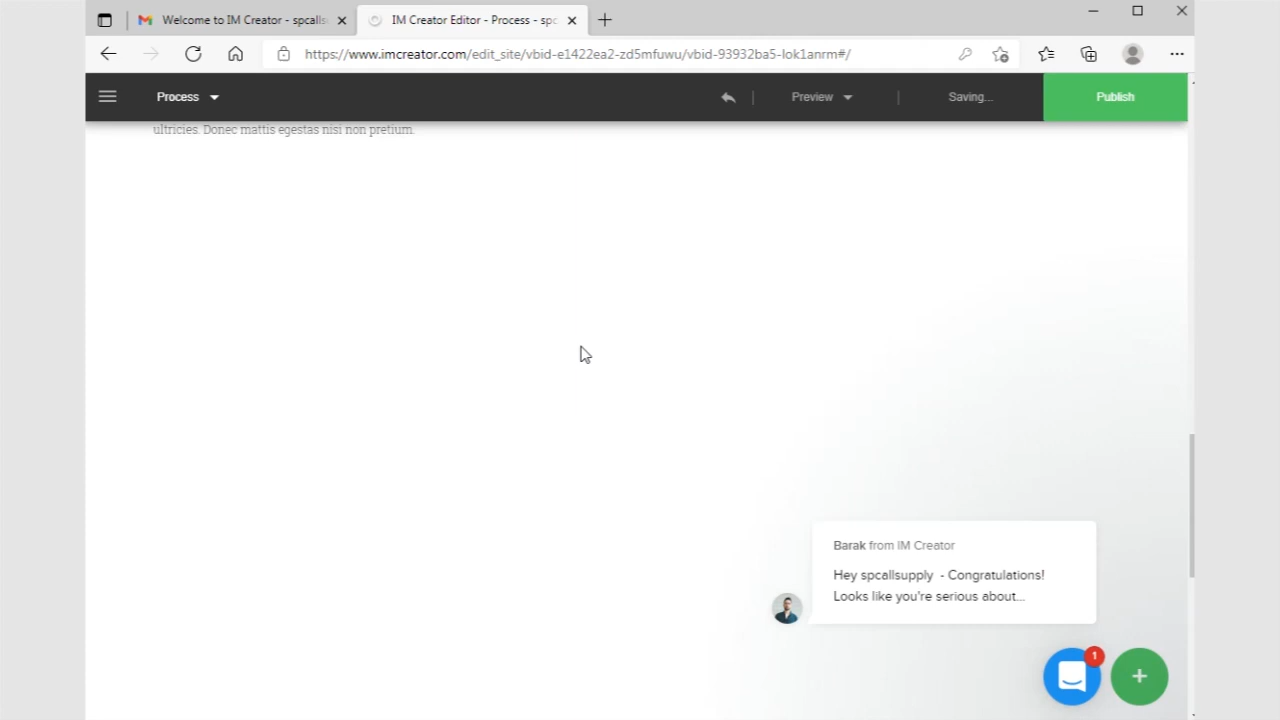 Welcome to IM Creator - spcalls
IM Creator Editor - Process - spc
https://www.imcreator.com/edit_site/vbid-e1422ea2-zd5mfuwu/vbid-93932ba5-lok1anrm#/
Process
Preview
Saving...
Publish
ultricies. Donec mattis egestas nisi non pretium.
Barak from IM Creator
Hey spcallsupply - Congratulations!
Looks like you're serious about...
1